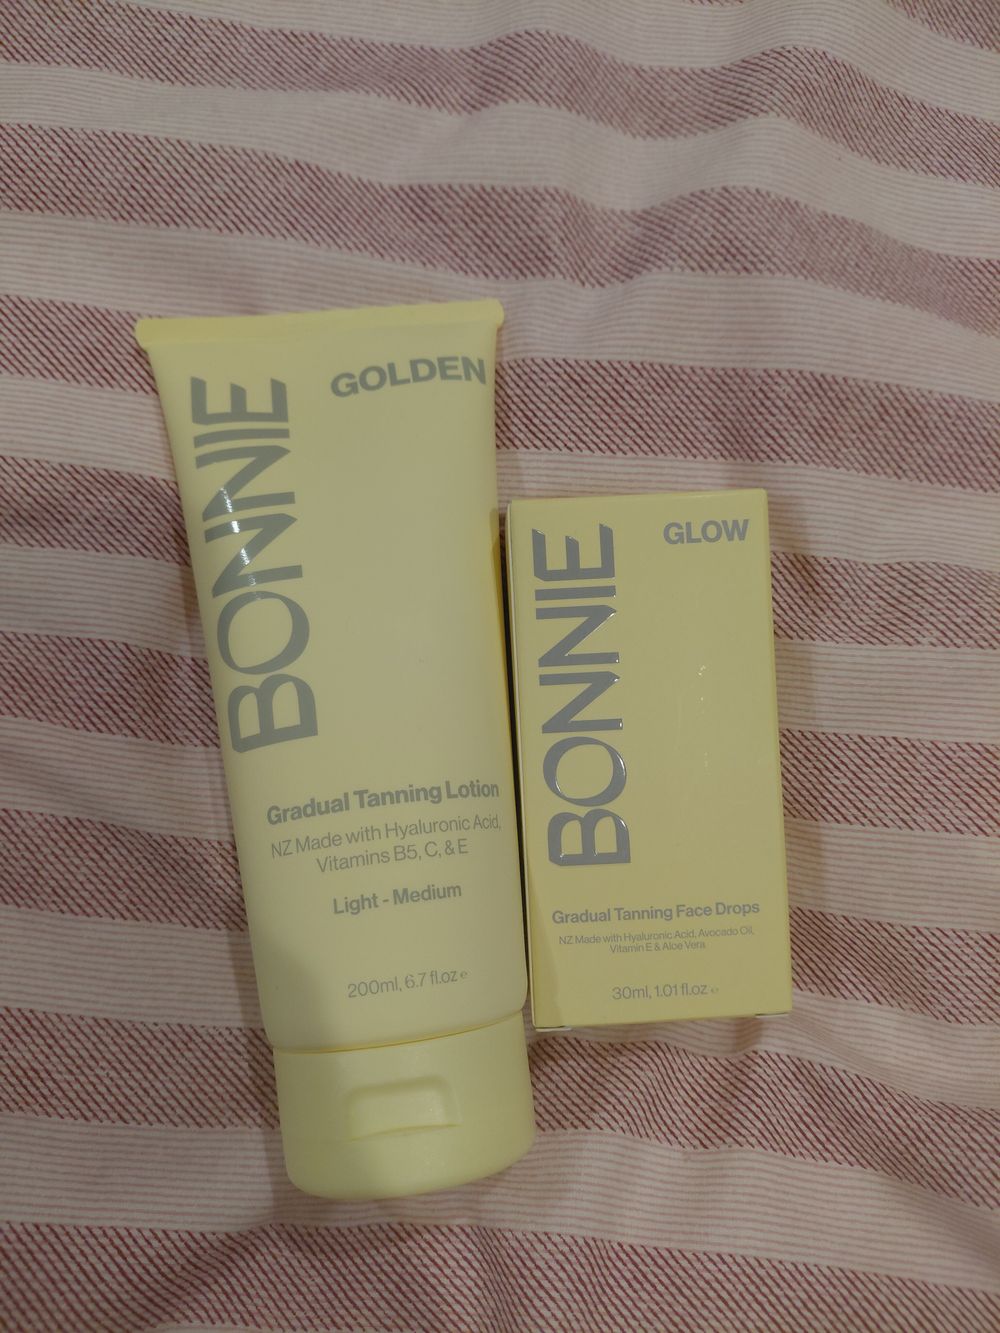 GOLDEN
BONNIE
Gradual Tanning Lotion
NZ Made with Hyaluronic Acid,
Vitamins B5, C, & E
Light - Medium
200ml, 6.7 fl.oz e
GLOW
BONNIE
Gradual Tanning Face Drops
NZ Made with Hyaluronic Acid, Avocado Oil,
Vitamin E & Aloe Vera
30ml, 1.01 fl.oz e